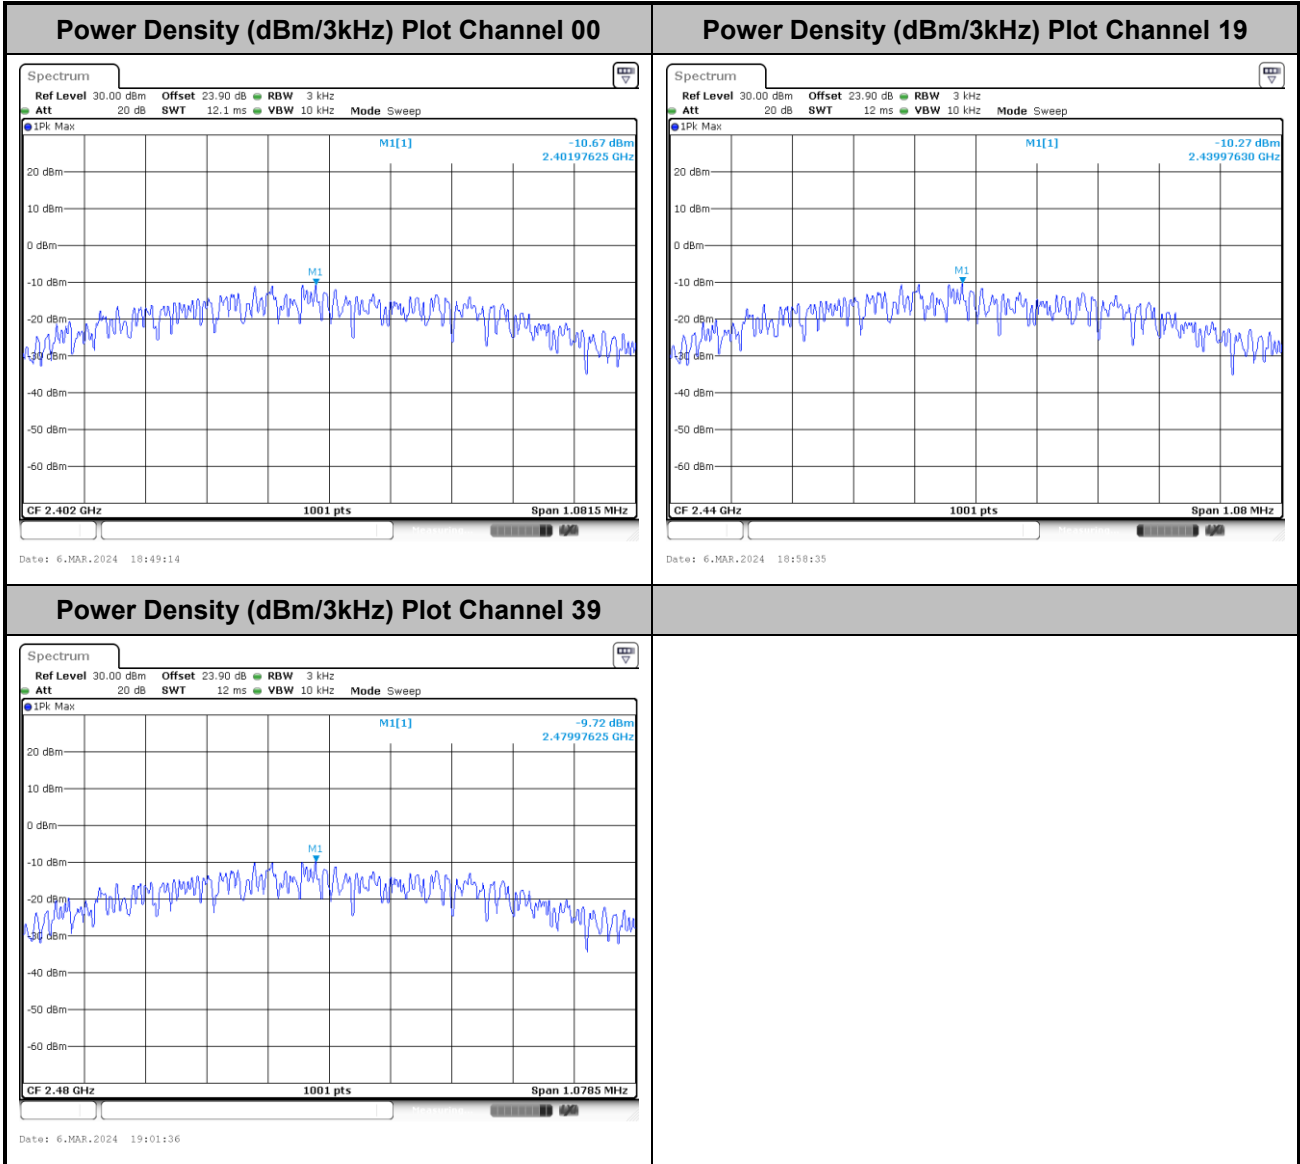 Power Density (dBm/3kHz) Plot Channel 00
Spectrum
Ref Level 30.00 dBm Offset 23.90 dB RBW 3 kHz
Att 20 dB SWT 12.1 ms VBW 10 kHz Mode Sweep
1Pk Max
M1[1] -10.67 dBm
2.40197625 GHz
20 dBm
10 dBm
0 dBm
M1
-10 dBm
-20 dBm
-30 dBm
-40 dBm
-50 dBm
-60 dBm
CF 2.402 GHz 1001 pts Span 1.0815 MHz
Date: 6.MAR.2024 18:49:14
Power Density (dBm/3kHz) Plot Channel 19
Spectrum
Ref Level 30.00 dBm Offset 23.90 dB RBW 3 kHz
Att 20 dB SWT 12 ms VBW 10 kHz Mode Sweep
1Pk Max
M1[1] -10.27 dBm
2.43997630 GHz
20 dBm
10 dBm
0 dBm
M1
-10 dBm
-20 dBm
-30 dBm
-40 dBm
-50 dBm
-60 dBm
CF 2.44 GHz 1001 pts Span 1.08 MHz
Date: 6.MAR.2024 18:58:35
Power Density (dBm/3kHz) Plot Channel 39
Spectrum
Ref Level 30.00 dBm Offset 23.90 dB RBW 3 kHz
Att 20 dB SWT 12 ms VBW 10 kHz Mode Sweep
1Pk Max
M1[1] -9.72 dBm
2.47997625 GHz
20 dBm
10 dBm
0 dBm
M1
-10 dBm
-20 dBm
-30 dBm
-40 dBm
-50 dBm
-60 dBm
CF 2.48 GHz 1001 pts Span 1.0785 MHz
Date: 6.MAR.2024 19:01:36